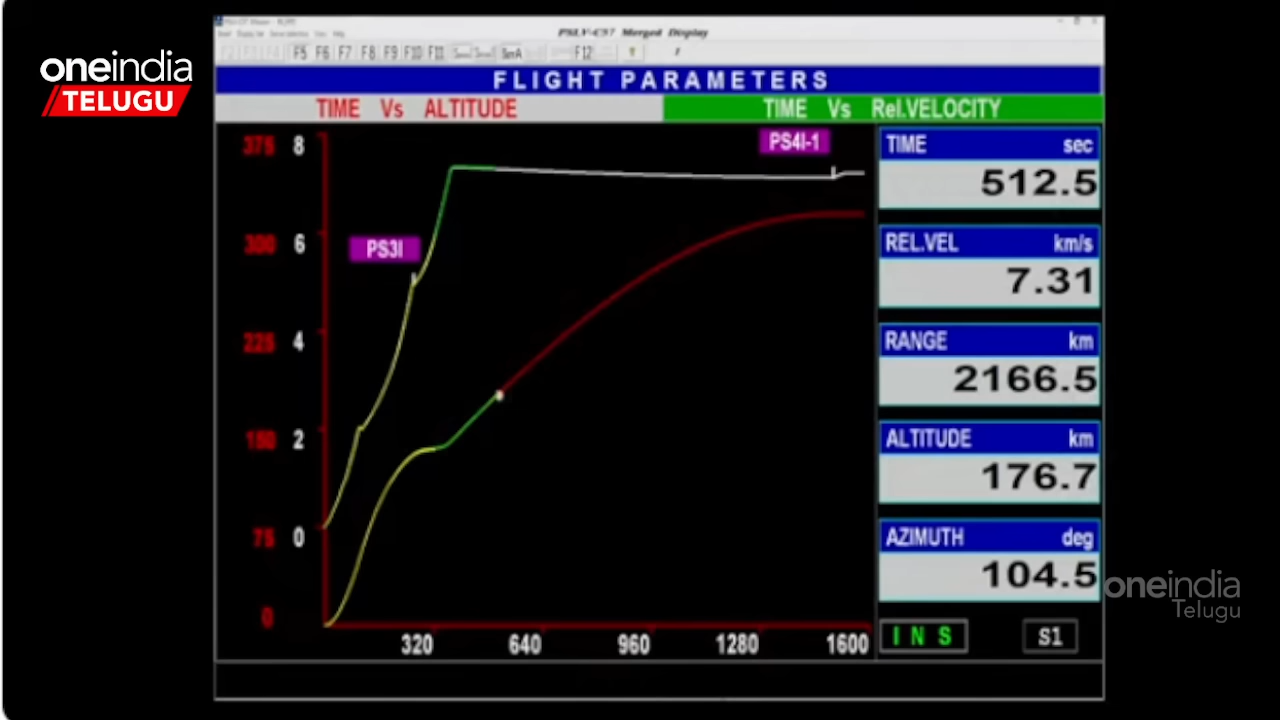 oneindia
TELUGU
PSLV-C57 Merged Display
F5 F6 F7 F8 F9 F10 F11 F12
FLIGHT PARAMETERS
TIME Vs ALTITUDE
TIME Vs Rel.VELOCITY
375 8
300 6
225 4
150 2
75 0
0
320 640 960 1280 1600
PS3I
PS4I-1
TIME sec
512.5
REL.VEL km/s
7.31
RANGE km
2166.5
ALTITUDE km
176.7
AZIMUTH deg
104.5
INS S1
oneindia
Telugu